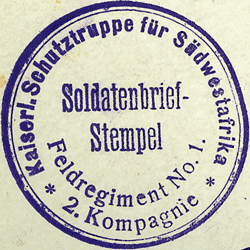 * Kaiserl. Schutztruppe für Südwestafrika *
Soldatenbrief-
Stempel
Feldregiment No. 1.
2. Kompagnie